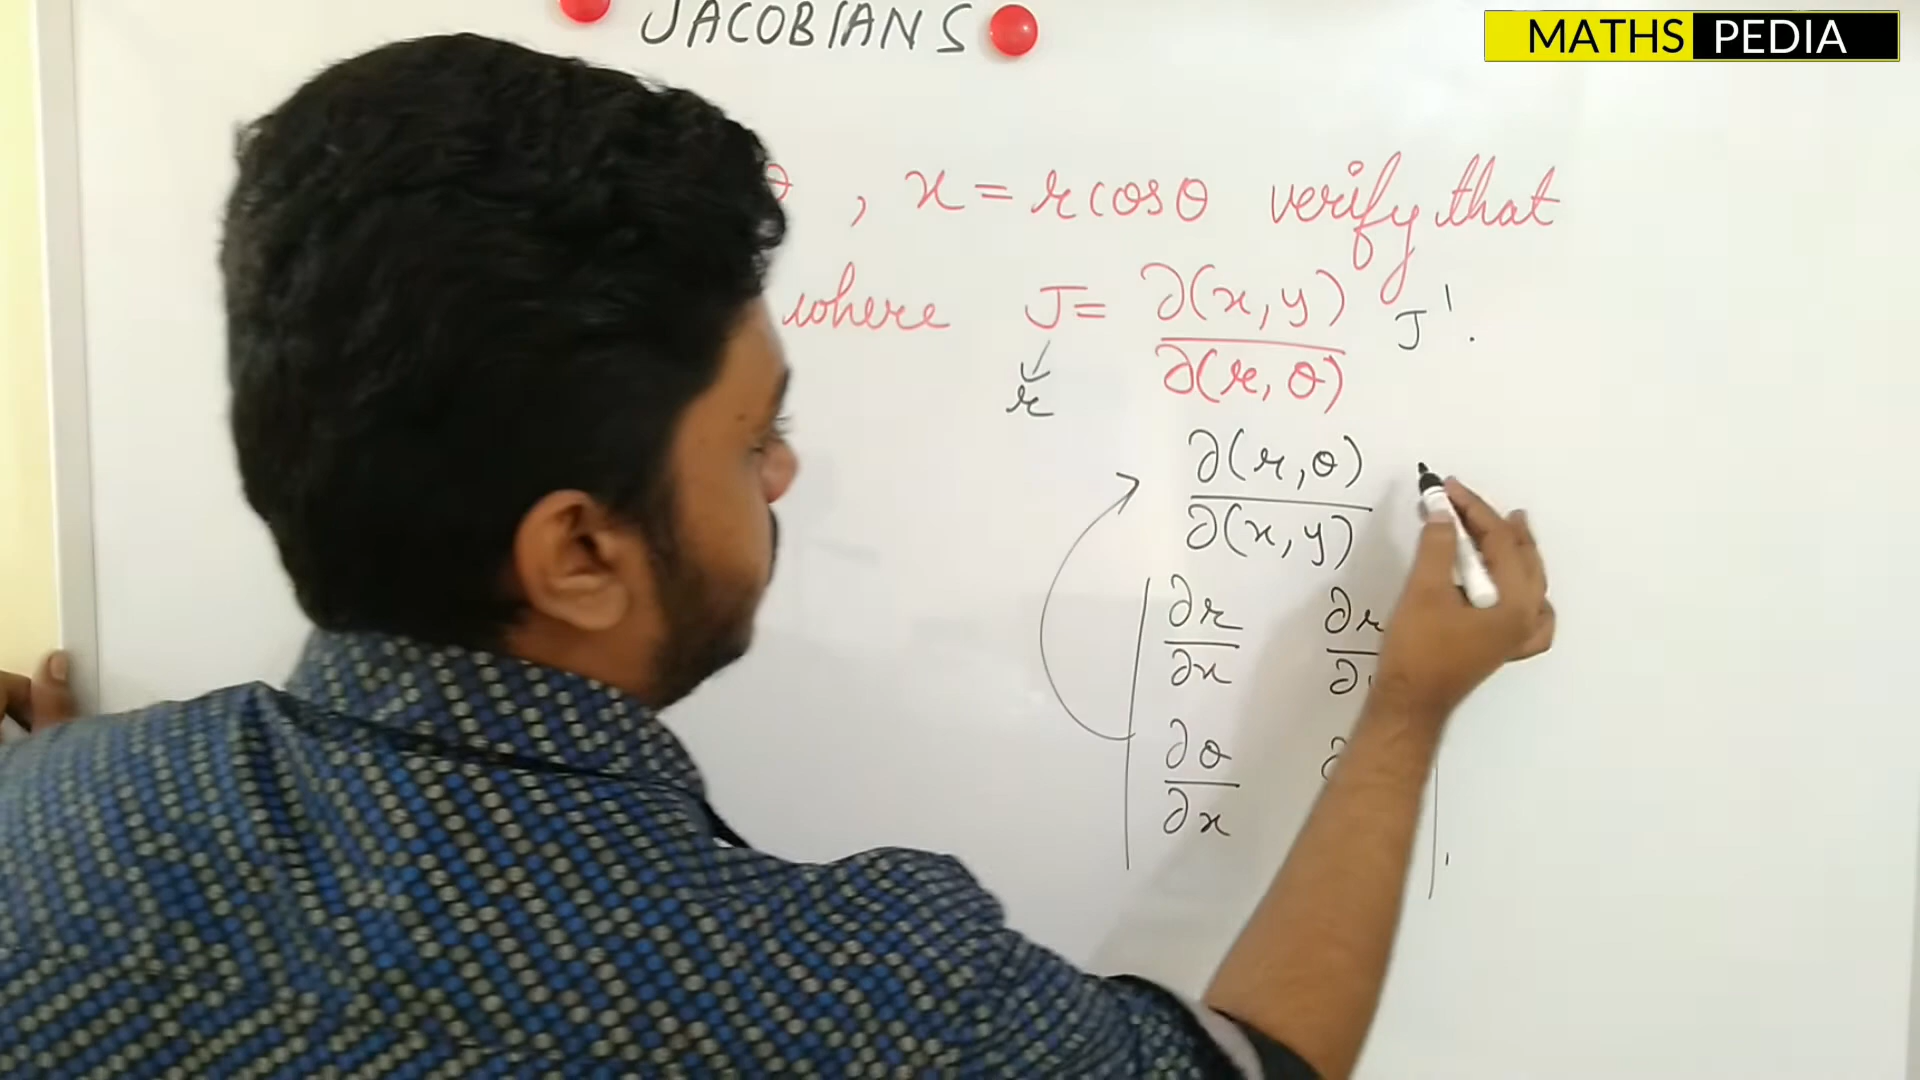 JACOBIANS
MATHS PEDIA
θ , x = r cosθ verify that
where J = ∂(x, y)
∂(r, θ)
J'.
r
∂(r, θ)
∂(x, y)
∂r ∂r
∂x ∂
∂θ ∂
∂x